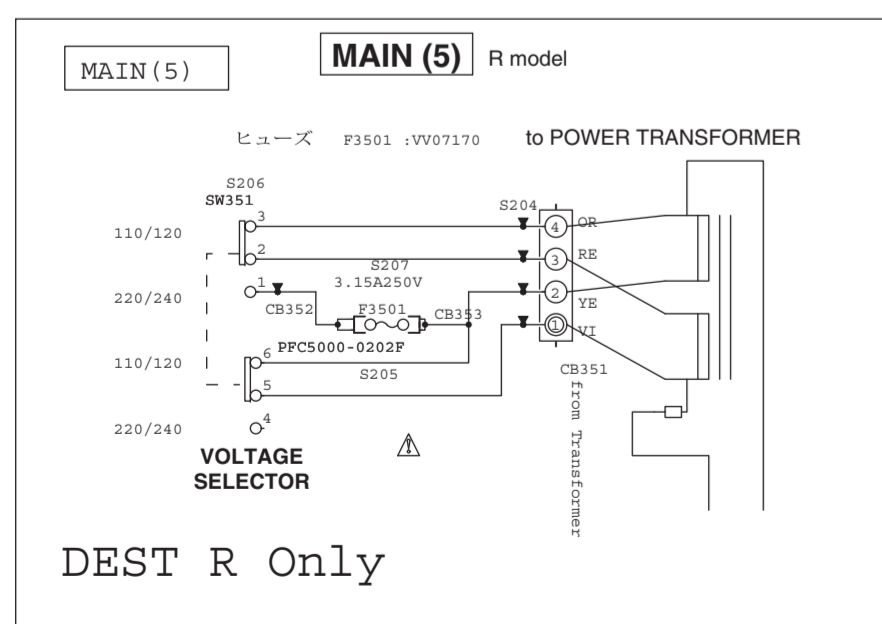 MAIN(5)
MAIN (5) R model
ヒューズ F3501 :VV07170 to POWER TRANSFORMER
S206
SW351
S204
3
4 OR
110/120
2
3 RE
S207
1
3.15A250V
2
220/240
YE
CB352 F3501 CB353
1 VI
PFC5000-0202F
6
110/120
S205
CB351
5
from Transformer
4
220/240
VOLTAGE
SELECTOR
DEST R Only